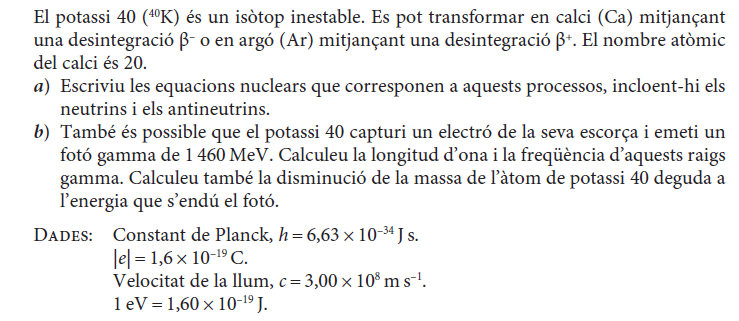 El potassi 40 (⁴⁰K) és un isòtop inestable. Es pot transformar en calci (Ca) mitjançant
una desintegració β⁻ o en argó (Ar) mitjançant una desintegració β⁺. El nombre atòmic
del calci és 20.
a) Escriviu les equacions nuclears que corresponen a aquests processos, incloent-hi els
neutrins i els antineutrins.
b) També és possible que el potassi 40 capturi un electró de la seva escorça i emeti un
fotó gamma de 1 460 MeV. Calculeu la longitud d'ona i la freqüència d'aquests raigs
gamma. Calculeu també la disminució de la massa de l'àtom de potassi 40 deguda a
l'energia que s'endú el fotó.
DADES: Constant de Planck, h = 6,63 × 10⁻³⁴ J s.
|e| = 1,6 × 10⁻¹⁹ C.
Velocitat de la llum, c = 3,00 × 10⁸ m s⁻¹.
1 eV = 1,60 × 10⁻¹⁹ J.